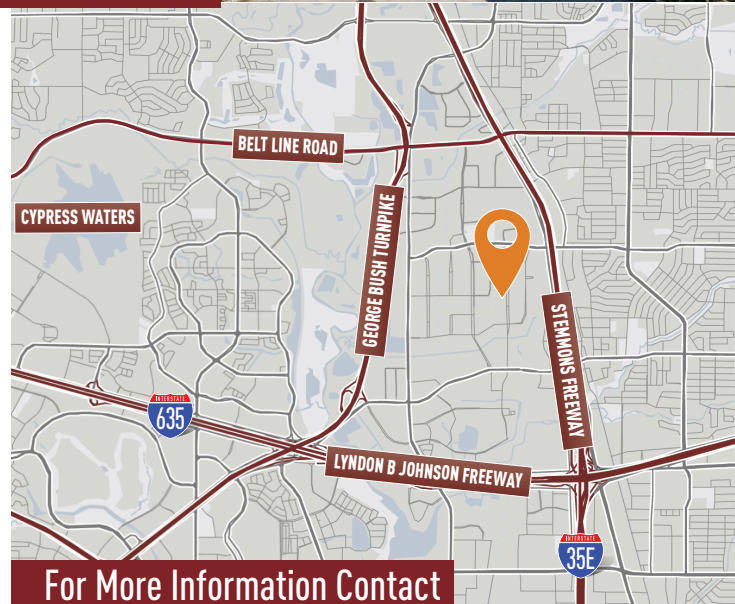 BELT LINE ROAD
CYPRESS WATERS
GEORGE BUSH TURNPIKE
STEMMONS FREEWAY
INTERSTATE
635
LYNDON B JOHNSON FREEWAY
INTERSTATE
35E
For More Information Contact